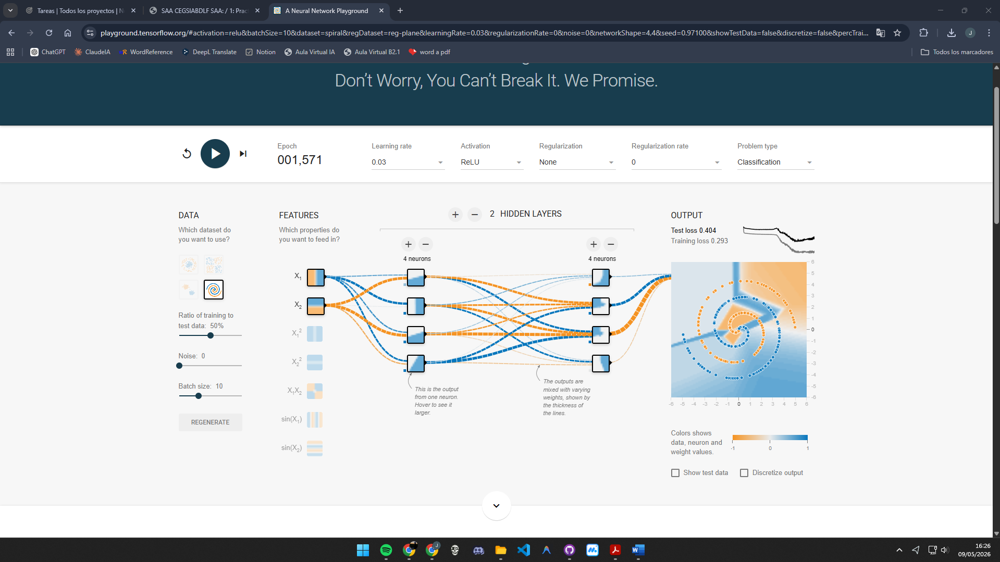 Tareas | Todos los proyectos | N
SAA CEGSIABDLF SAA: / 1: Prac
A Neural Network Playground
playground.tensorflow.org/#activation=relu&batchSize=10&dataset=spiral&regDataset=reg-plane&learningRate=0.03&regularizationRate=0&noise=0&networkShape=4,4&seed=0.97100&showTestData=false&discretize=false&percTrai...
J
ChatGPT
ClaudeIA
WordReference
DeepL Translate
Notion
Aula Virtual IA
Aula Virtual B2.1
word a pdf
Todos los marcadores
Don't Worry, You Can't Break It. We Promise.
Epoch
001,571
Learning rate
0.03
Activation
ReLU
Regularization
None
Regularization rate
0
Problem type
Classification
DATA
Which dataset do
you want to use?
Ratio of training to
test data: 50%
Noise: 0
Batch size: 10
REGENERATE
FEATURES
Which properties do
you want to feed in?
X1
X2
X1²
X2²
X1X2
sin(X1)
sin(X2)
+ − 2 HIDDEN LAYERS
+ −
4 neurons
+ −
4 neurons
This is the output
from one neuron.
Hover to see it
larger.
The outputs are
mixed with varying
weights, shown by
the thickness of
the lines.
OUTPUT
Test loss 0.404
Training loss 0.293
6
5
4
3
2
1
0
-1
-2
-3
-4
-5
-6
-6 -5 -4 -3 -2 -1 0 1 2 3 4 5 6
Colors shows
data, neuron and
weight values.
-1 0 1
Show test data
Discretize output
J
16:26
09/05/2026